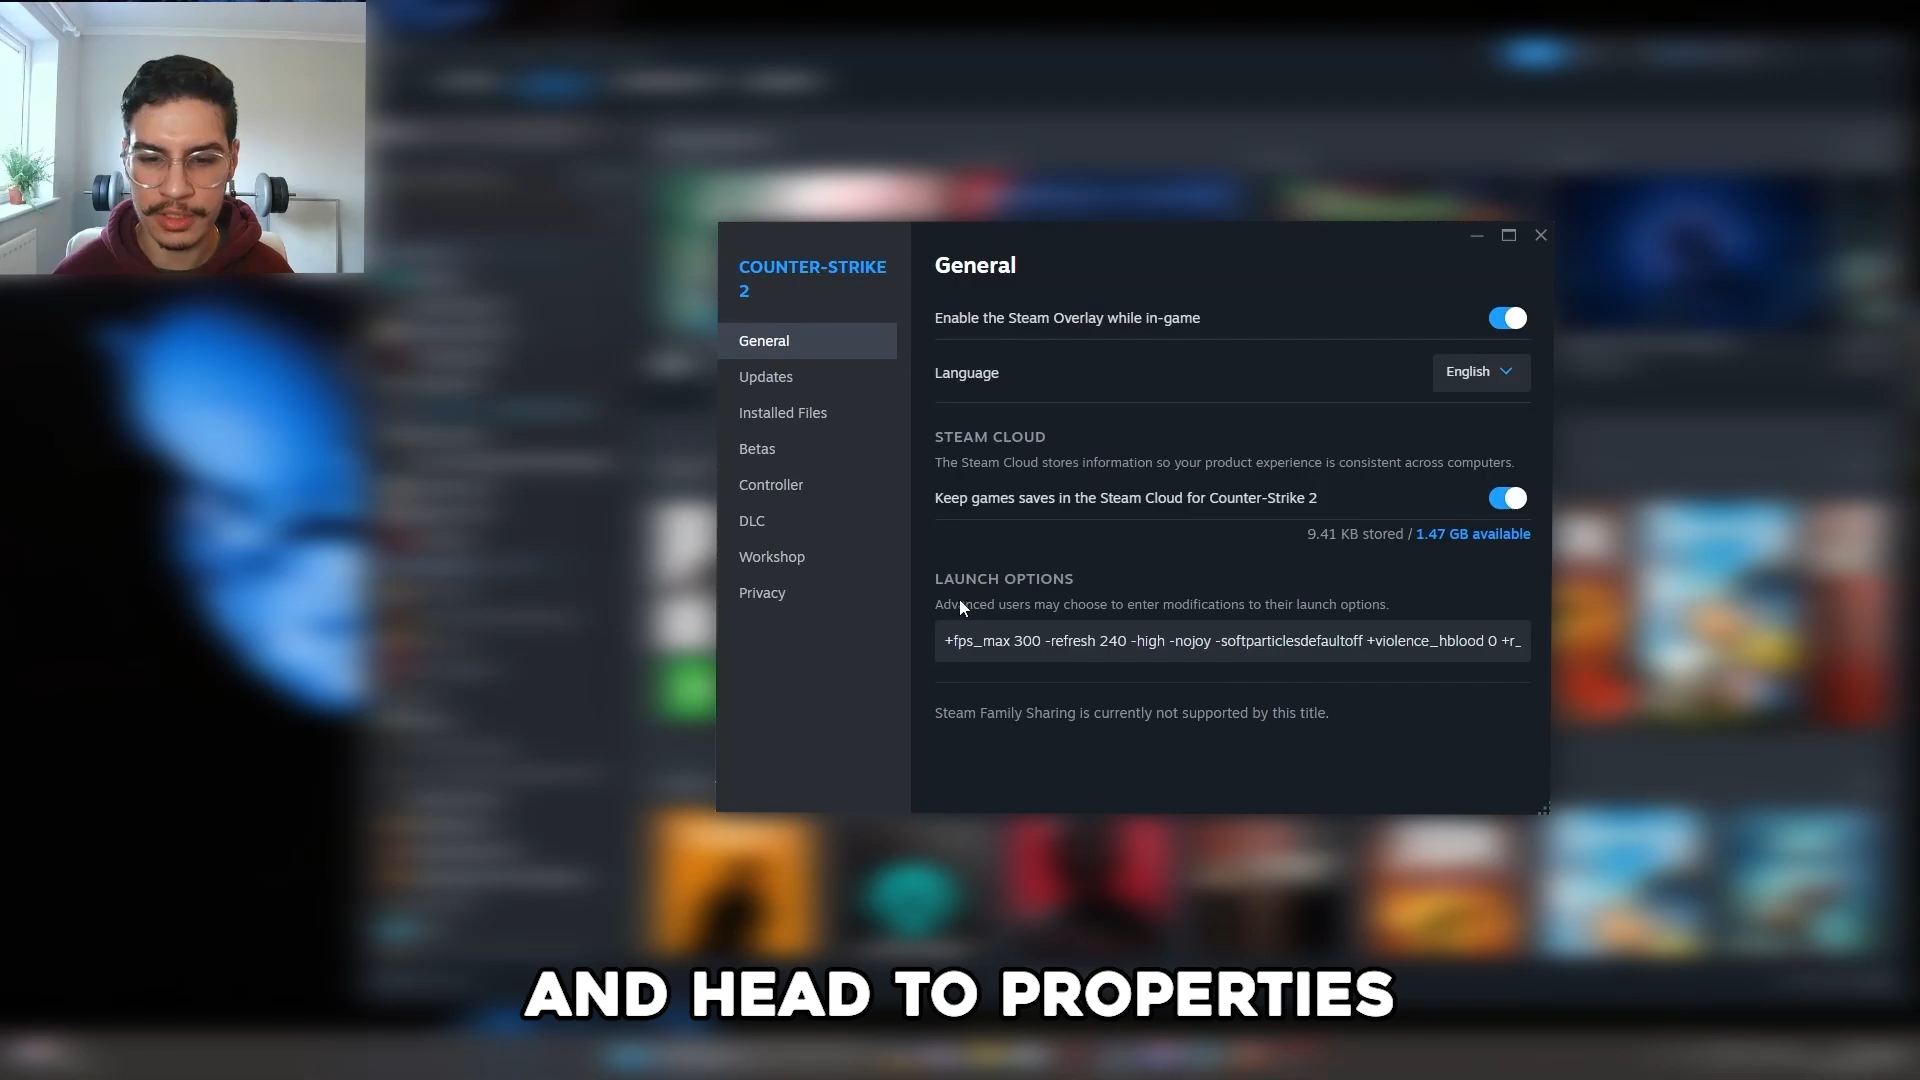 COUNTER-STRIKE
2
General
Updates
Installed Files
Betas
Controller
DLC
Workshop
Privacy
General
Enable the Steam Overlay while in-game
Language
English
STEAM CLOUD
The Steam Cloud stores information so your product experience is consistent across computers.
Keep games saves in the Steam Cloud for Counter-Strike 2
9.41 KB stored / 1.47 GB available
LAUNCH OPTIONS
Advanced users may choose to enter modifications to their launch options.
+fps_max 300 -refresh 240 -high -nojoy -softparticlesdefaultoff +violence_hblood 0 +r_
Steam Family Sharing is currently not supported by this title.
AND HEAD TO PROPERTIES